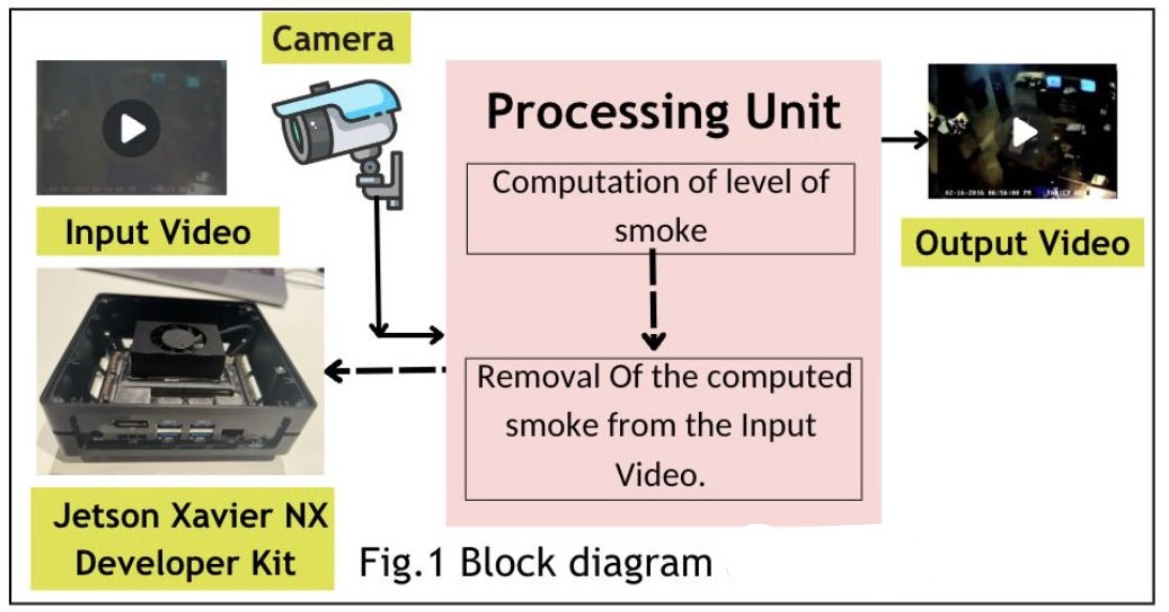 Camera
Input Video
Processing Unit
Computation of level of
smoke
Removal Of the computed
smoke from the Input
Video.
02-16-2016 06:56:00 PM
Output Video
Jetson Xavier NX
Developer Kit
Fig.1 Block diagram